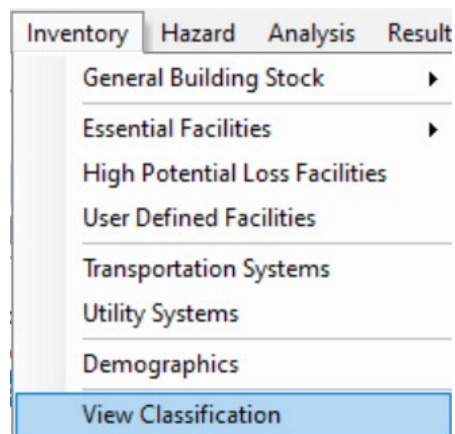 Inventory Hazard Analysis Result
General Building Stock
Essential Facilities
High Potential Loss Facilities
User Defined Facilities
Transportation Systems
Utility Systems
Demographics
View Classification